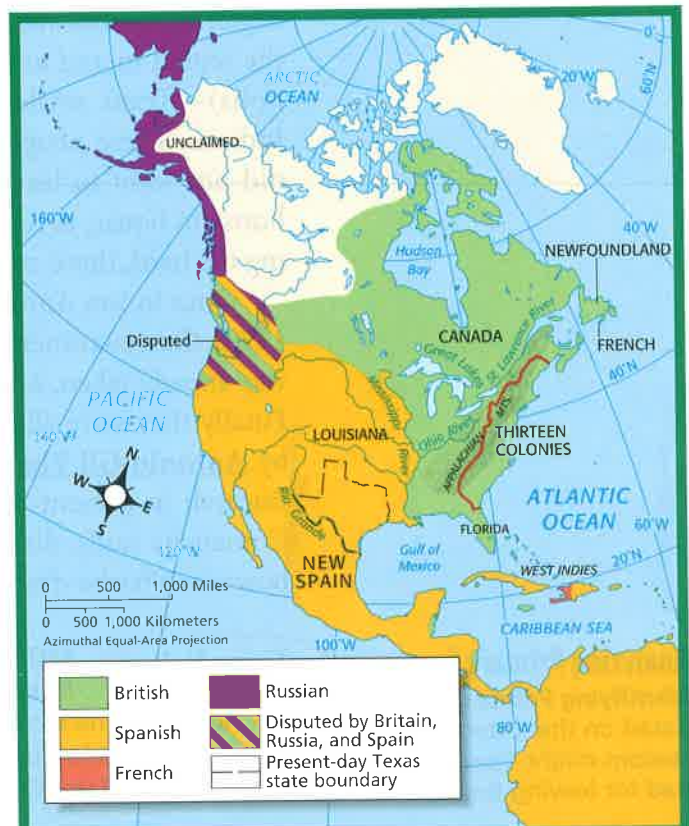 0°
20°W
60°W
ARCTIC
OCEAN
UNCLAIMED
160°W
40°W
Hudson
Bay
NEWFOUNDLAND
Disputed
CANADA
St. Lawrence River
Great Lakes
FRENCH
40°N
PACIFIC
OCEAN
Mississippi
River
Ohio River
140°W
LOUISIANA
APPALACHIAN MTS.
THIRTEEN
COLONIES
N
W
E
S
Rio Grande
ATLANTIC
OCEAN
60°W
FLORIDA
120°W
Gulf of
Mexico
20°N
NEW
SPAIN
WEST INDIES
0 500 1,000 Miles
0 500 1,000 Kilometers
Azimuthal Equal-Area Projection
CARIBBEAN SEA
100°W
80°W
British
Spanish
French
Russian
Disputed by Britain,
Russia, and Spain
Present-day Texas
state boundary